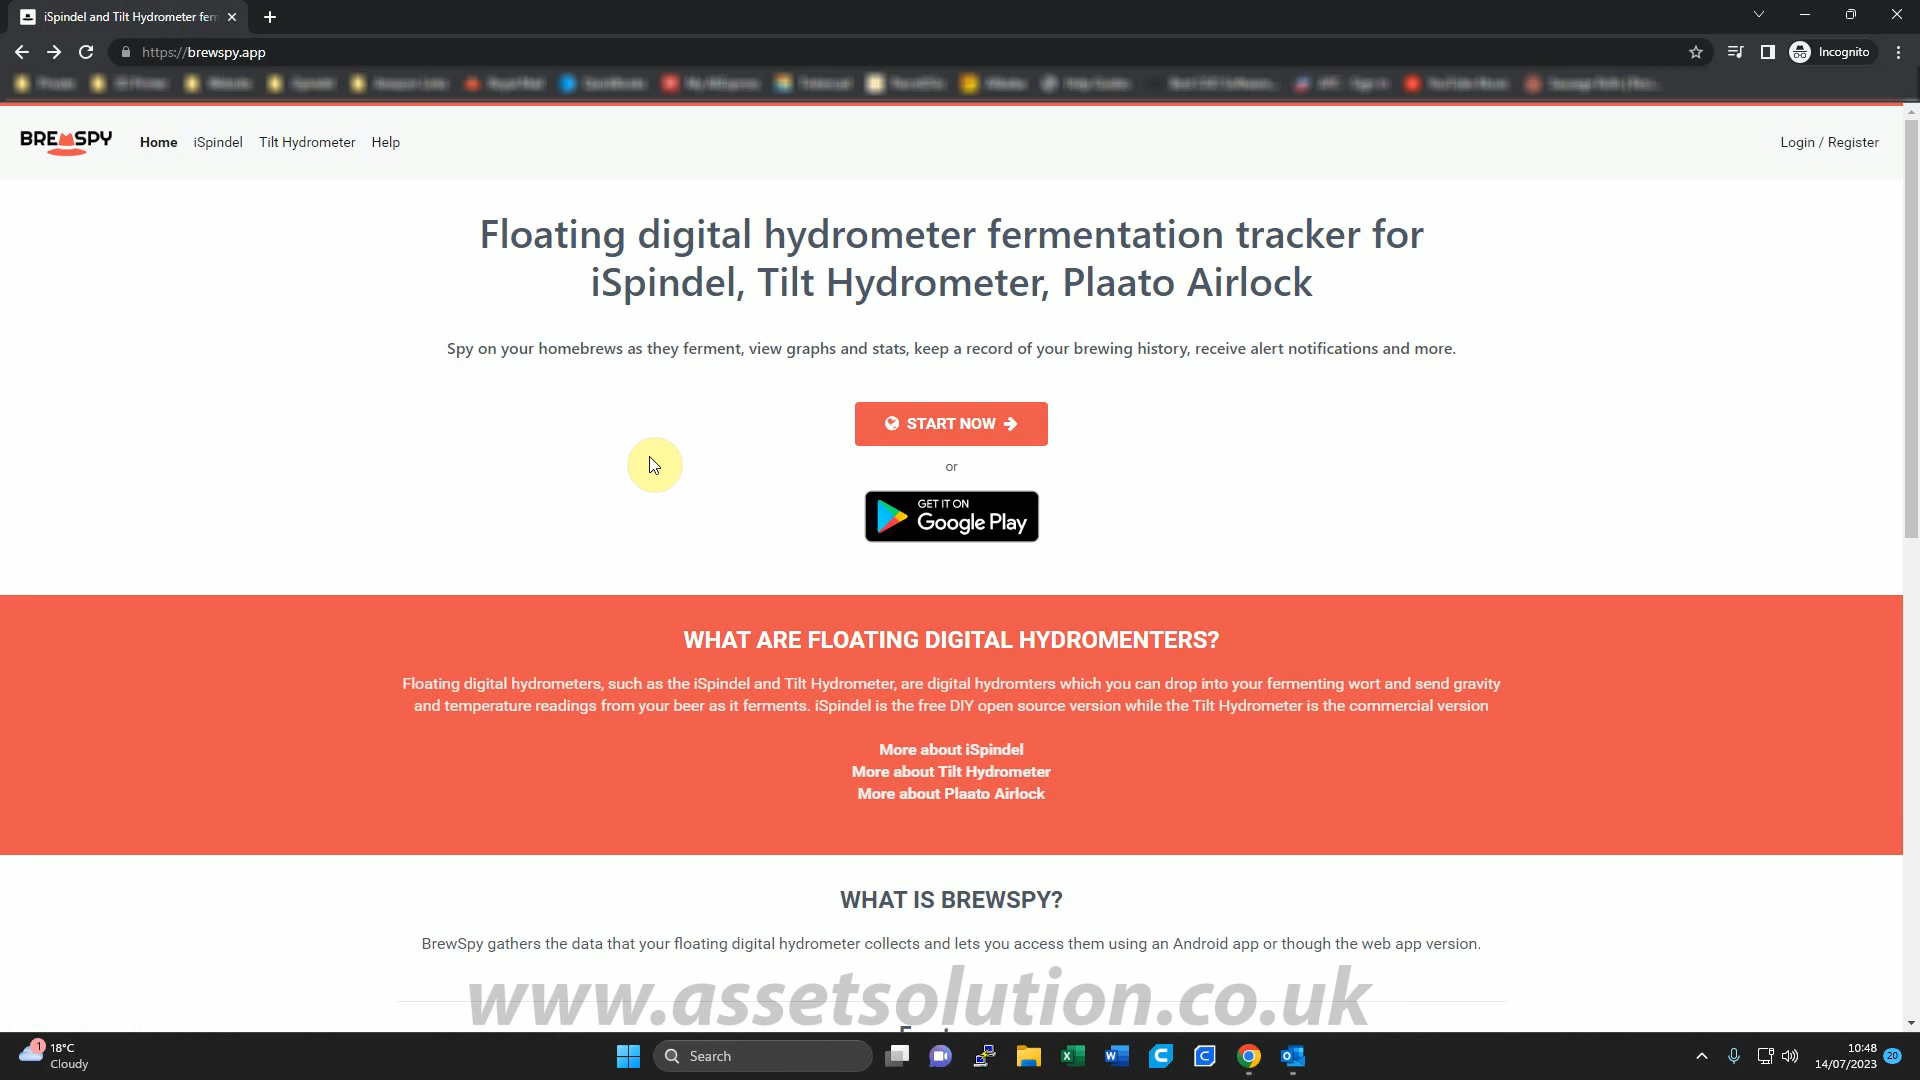 iSpindel and Tilt Hydrometer fer
https://brewspy.app
Incognito
BREWSPY
Home
iSpindel
Tilt Hydrometer
Help
Login / Register
Floating digital hydrometer fermentation tracker for
iSpindel, Tilt Hydrometer, Plaato Airlock
Spy on your homebrews as they ferment, view graphs and stats, keep a record of your brewing history, receive alert notifications and more.
START NOW
or
GET IT ON
Google Play
WHAT ARE FLOATING DIGITAL HYDROMENTERS?
Floating digital hydrometers, such as the iSpindel and Tilt Hydrometer, are digital hydromters which you can drop into your fermenting wort and send gravity
and temperature readings from your beer as it ferments. iSpindel is the free DIY open source version while the Tilt Hydrometer is the commercial version
More about iSpindel
More about Tilt Hydrometer
More about Plaato Airlock
WHAT IS BREWSPY?
BrewSpy gathers the data that your floating digital hydrometer collects and lets you access them using an Android app or though the web app version.
www.assetsolution.co.uk
1
18°C
Cloudy
Search
10:48
14/07/2023
20